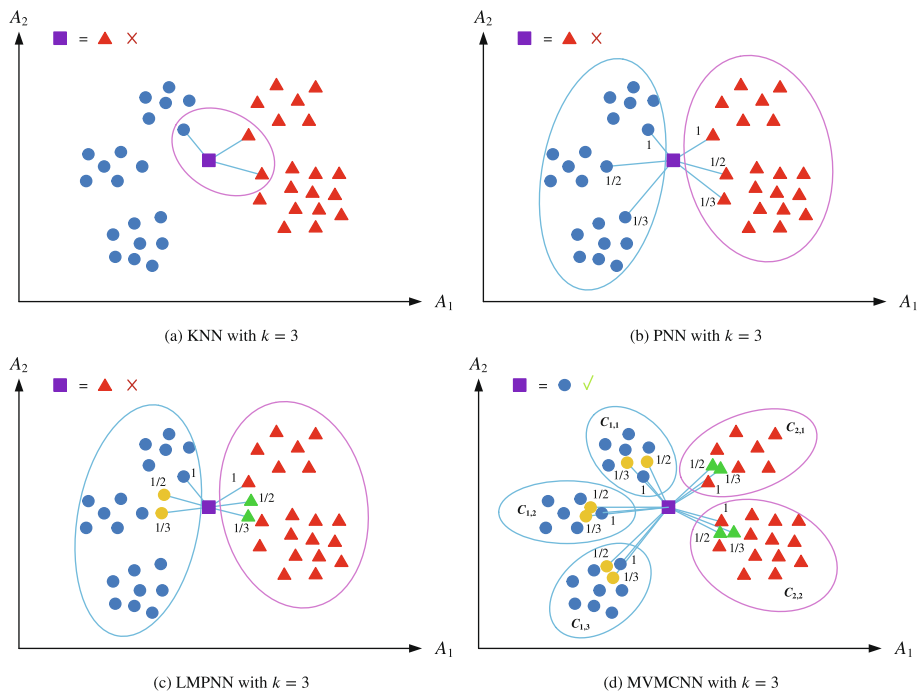 A2
=
A1
(a) KNN with k = 3
A2
=
1
1
1/2
1/2
1/3
1/3
A1
(b) PNN with k = 3
A2
=
1/2
1
1
1/2
1/3
1/3
A1
(c) LMPNN with k = 3
A2
=
C1,1
C2,1
1/2
1/2
1/3
1/3
1
1
1/2
1
C1,2
1/3
1
1/2
1/3
1/2
1
1/3
C2,2
C1,3
A1
(d) MVMCNN with k = 3